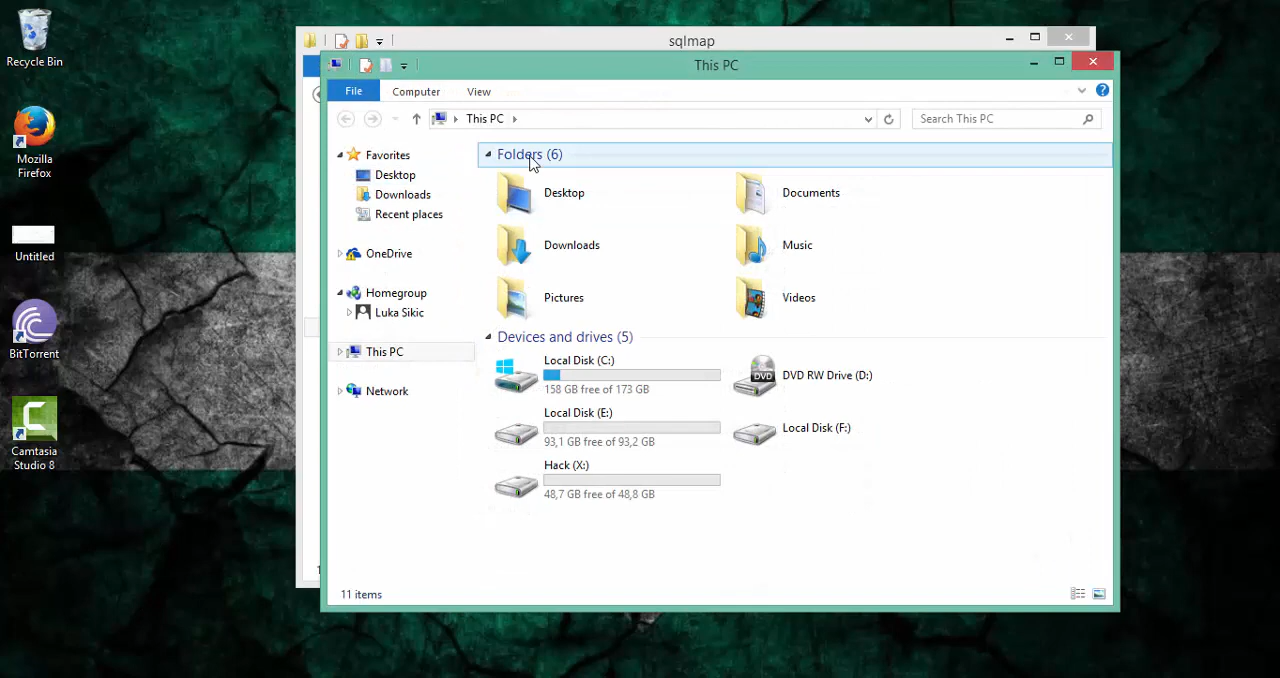 Recycle Bin
Mozilla
Firefox
Untitled
BitTorrent
Camtasia
Studio 8
sqlmap
This PC
File
Computer
View
This PC
Search This PC
Favorites
Desktop
Downloads
Recent places
OneDrive
Homegroup
Luka Sikic
This PC
Network
Folders (6)
Desktop
Documents
Downloads
Music
Pictures
Videos
Devices and drives (5)
Local Disk (C:)
158 GB free of 173 GB
DVD
DVD RW Drive (D:)
Local Disk (E:)
93,1 GB free of 93,2 GB
Local Disk (F:)
Hack (X:)
48,7 GB free of 48,8 GB
11 items